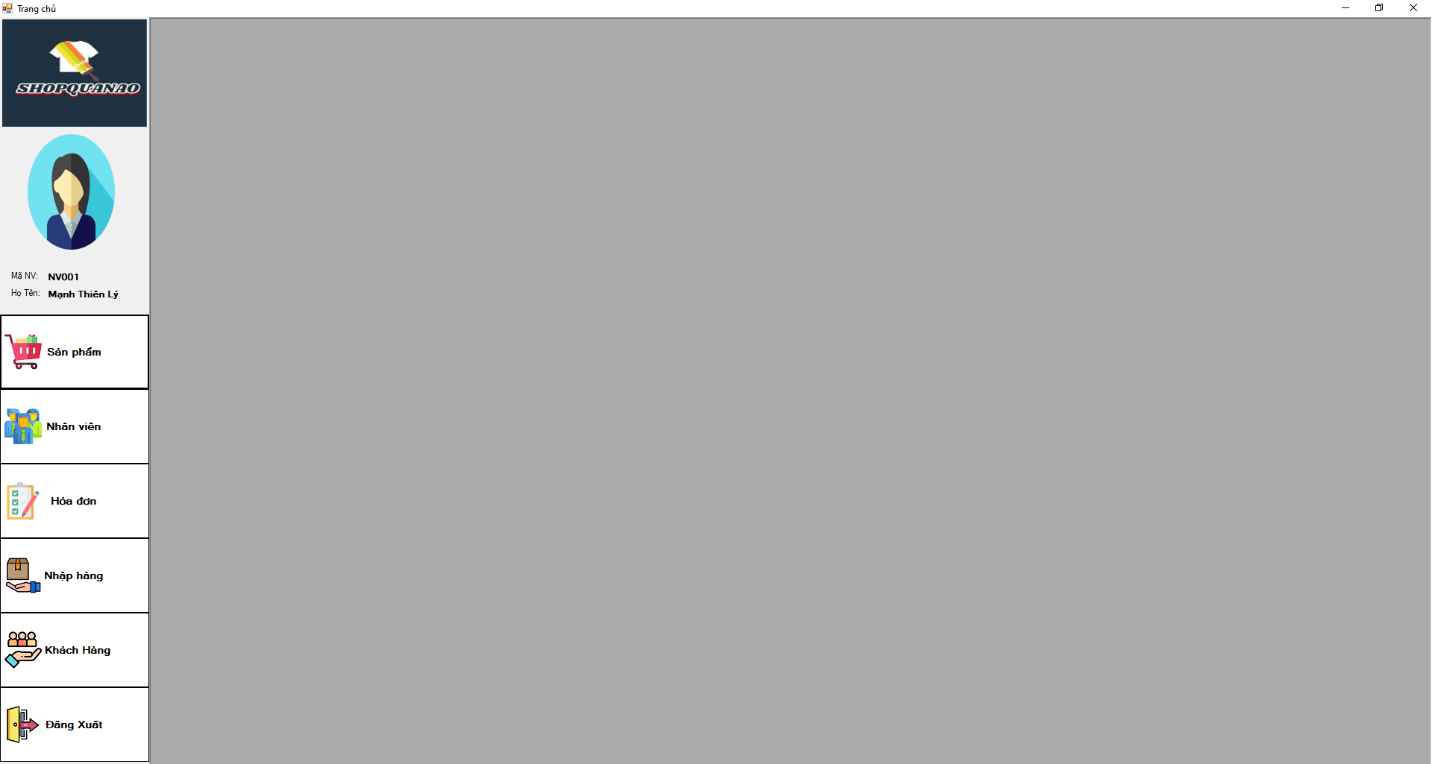 Trang chủ
SHOPQUANAO
Mã NV: NV001
Họ Tên: Mạnh Thiên Lý
Sản phẩm
Nhân viên
Hóa đơn
Nhập hàng
Khách Hàng
Đăng Xuất